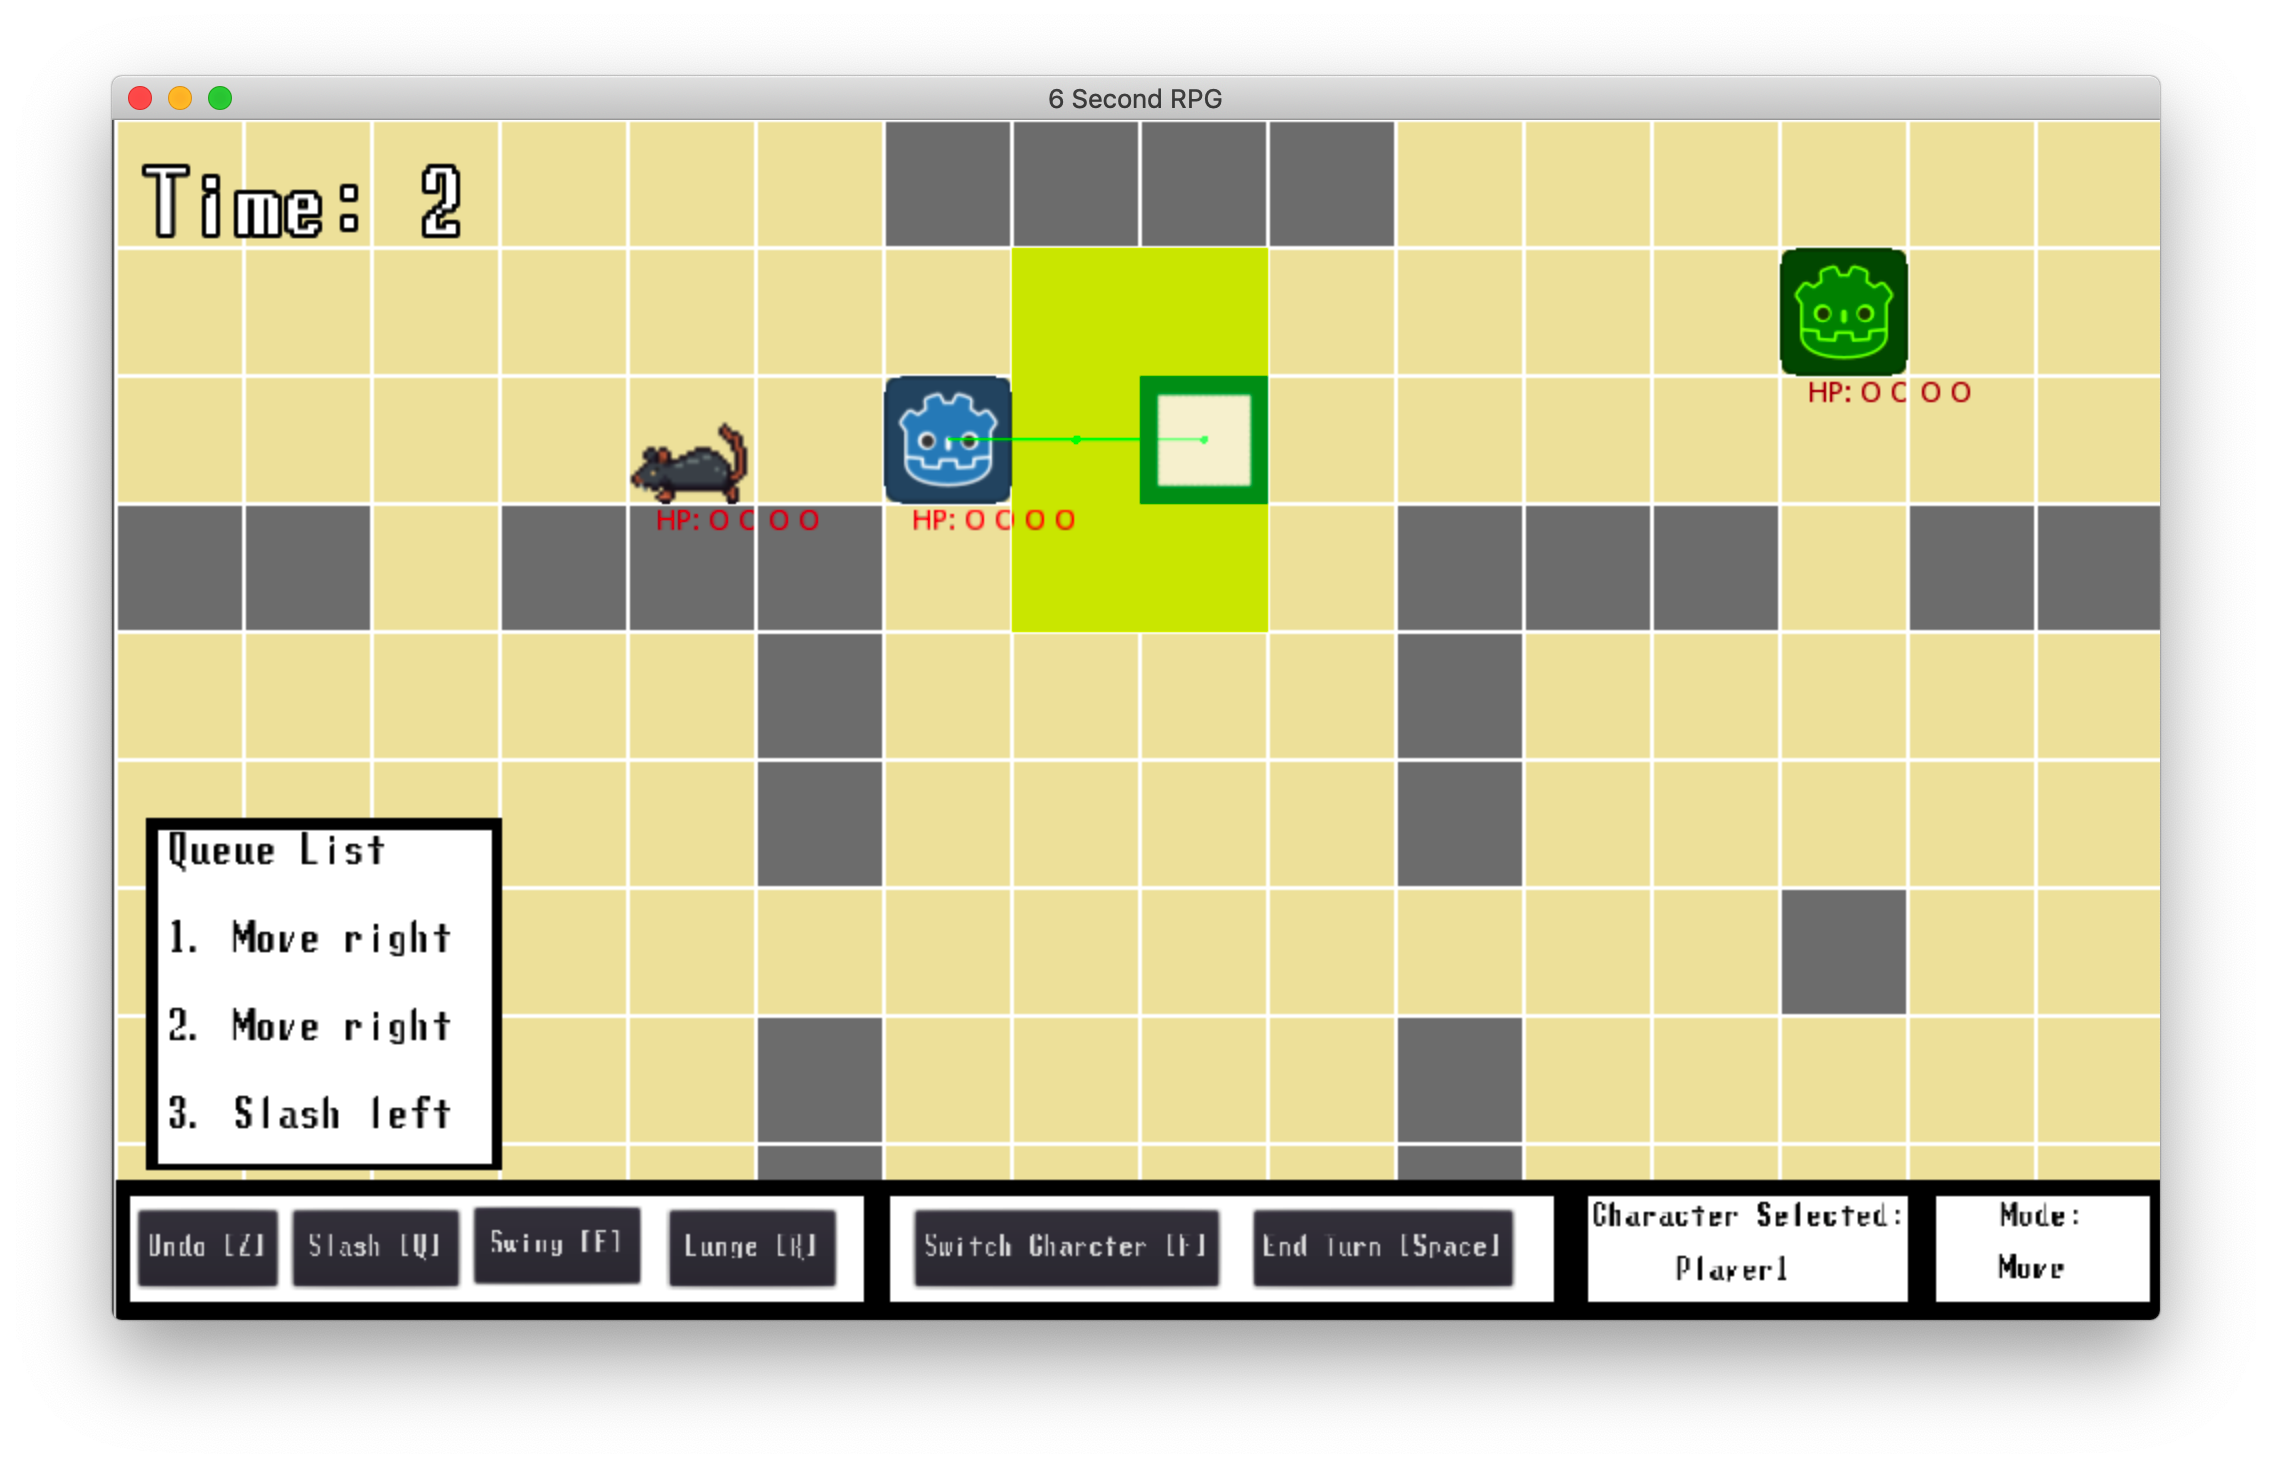 6 Second RPG
Time: 2
HP: O O O O
HP: O O O O
HP: O O O O
Queue List
1. Move right
2. Move right
3. Slash left
Undo [Z]
Slash [Q]
Swing [E]
Lunge [R]
Switch Charcter [F]
End Turn [Space]
Character Selected:
Player1
Mode:
Move